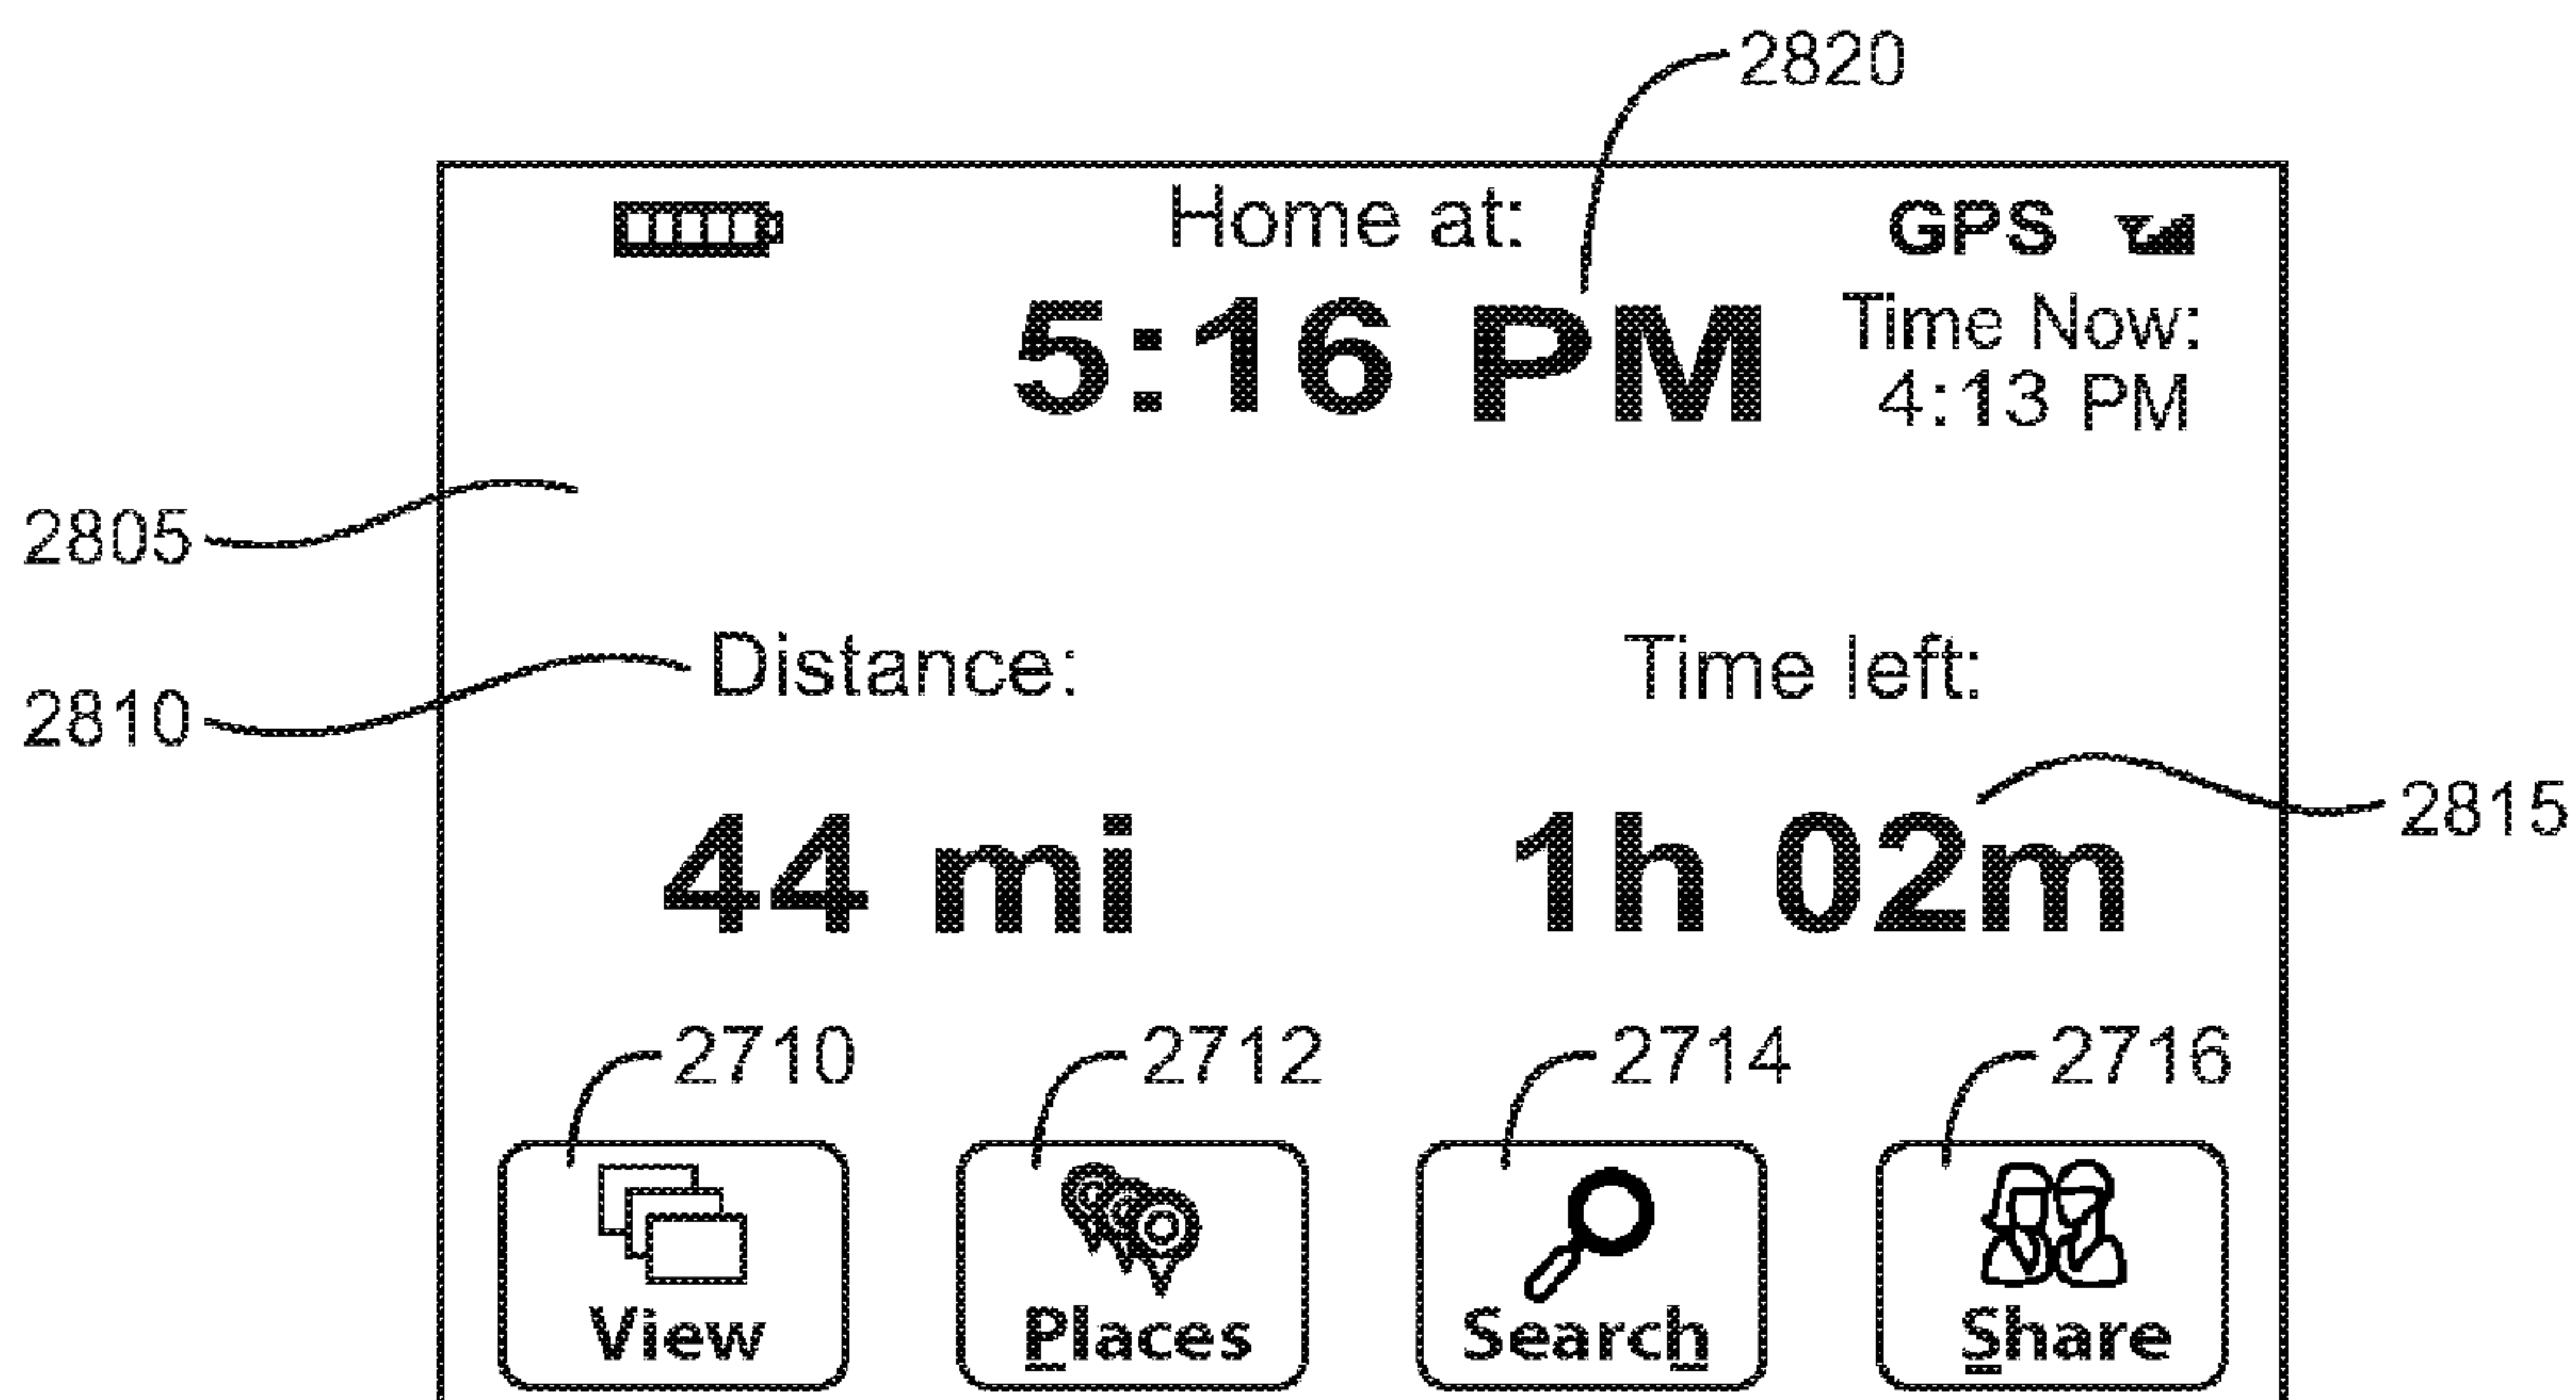 2820
Home at:
GPS
5:16 PM
Time Now:
4:13 PM
2805
2810
Distance:
Time left:
2815
44 mi
1h 02m
2710
2712
2714
2716
View
Places
Search
Share